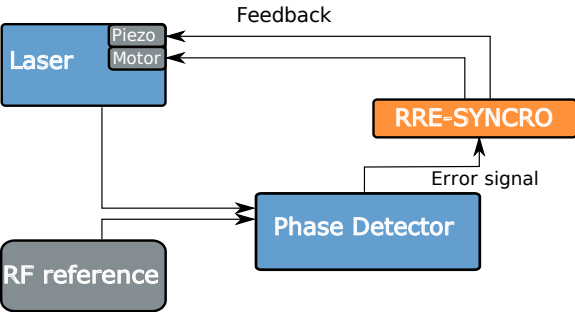 Feedback
Piezo
Laser
Motor
RRE-SYNCRO
Error signal
Phase Detector
RF reference